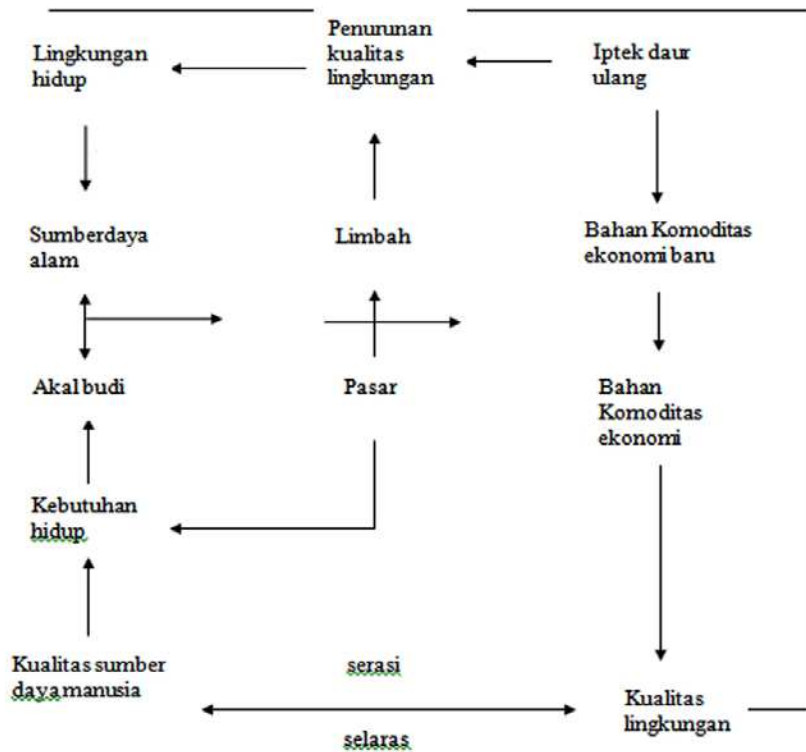 Lingkungan
hidup
Penurunan
kualitas
lingkungan
Iptek daur
ulang
Sumberdaya
alam
Limbah
Bahan Komoditas
ekonomi baru
Akal budi
Pasar
Bahan
Komoditas
ekonomi
Kebutuhan
hidup
Kualitas sumber
daya manusia
serasi
selaras
Kualitas
lingkungan